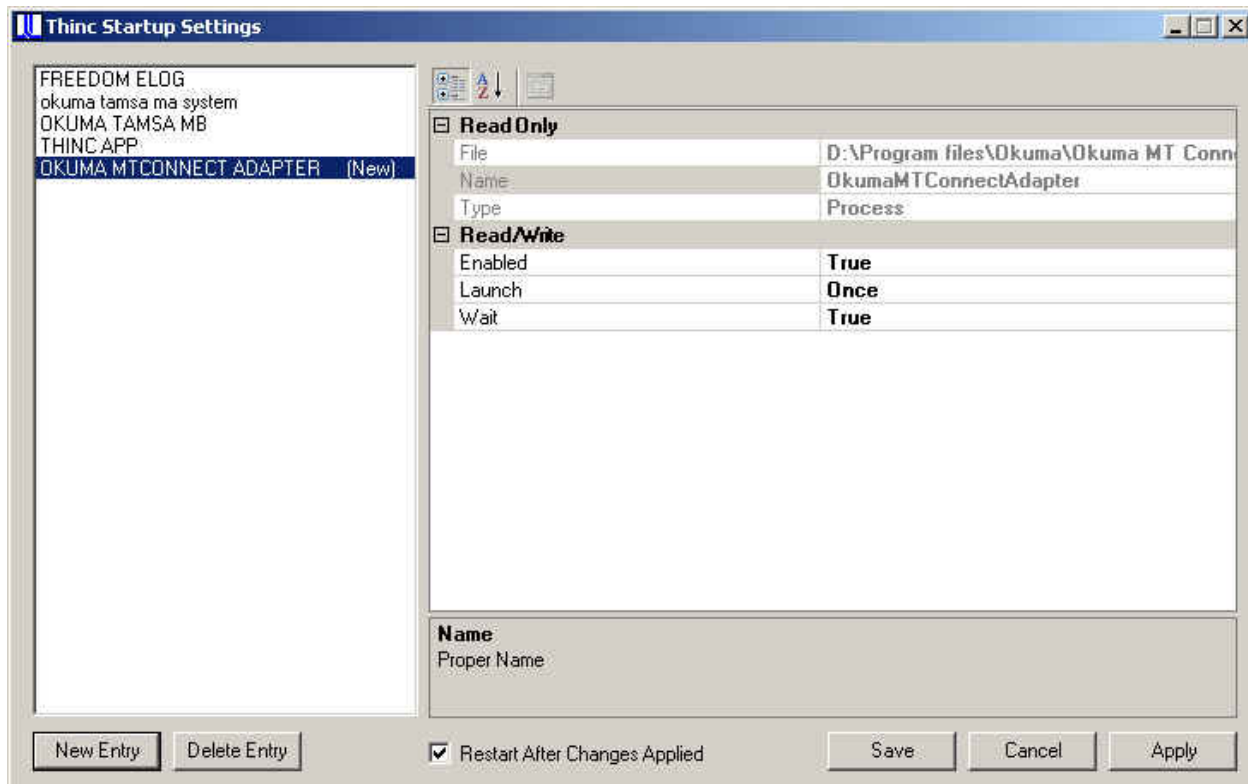 Thinc Startup Settings
FREEDOM ELOG
okuma tamsa ma system
OKUMA TAMSA MB
THINC APP
OKUMA MTCONNECT ADAPTER (New)
Read Only
File D:\Program files\Okuma\Okuma MT Conn
Name OkumaMTConnectAdapter
Type Process
Read/Write
Enabled True
Launch Once
Wait True
Name
Proper Name
New Entry Delete Entry Restart After Changes Applied Save Cancel Apply